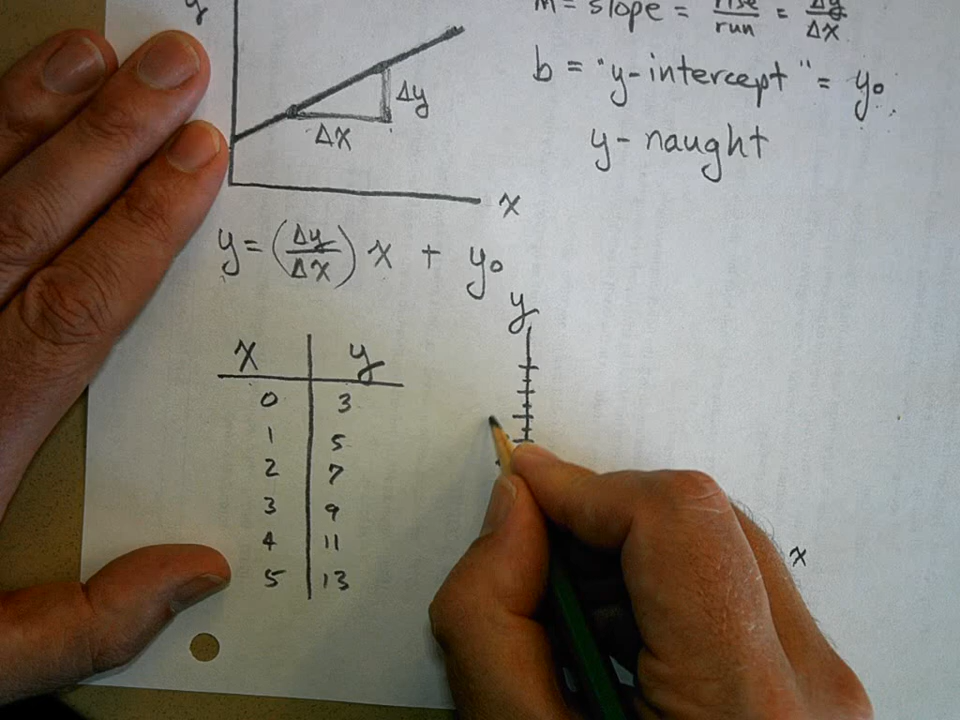 y
m = slope = rise/run = Δy/Δx
b = "y-intercept" = y₀
y-naught
Δy
Δx
x
y = (Δy/Δx) x + y₀
y
x y
0 3
1 5
2 7
3 9
4 11
5 13
x